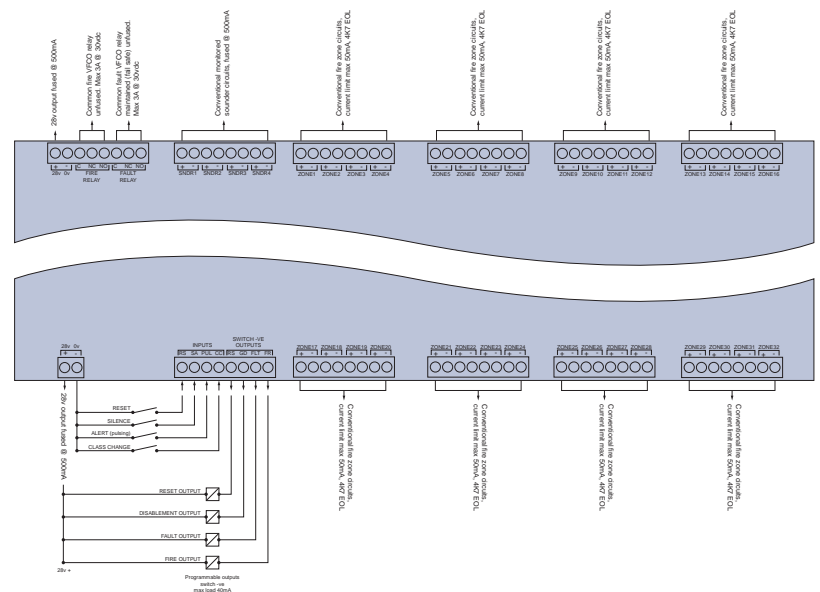 28v output fused @ 500mA
Common fire VFCO relay
unfused. Max 3A @ 30vdc
Common fault VFCO relay
maintained (fail safe) unfused.
Max 3A @ 30vdc
Conventional monitored
sounder circuits, fused @ 500mA
Conventional fire zone circuits,
current limit max 50mA, 4K7 EOL
Conventional fire zone circuits,
current limit max 50mA, 4K7 EOL
Conventional fire zone circuits,
current limit max 50mA, 4K7 EOL
Conventional fire zone circuits,
current limit max 50mA, 4K7 EOL
+ - C NC NO C NC NO
28v 0v FIRE RELAY FAULT RELAY
+ - + - + - + -
SNDR1 SNDR2 SNDR3 SNDR4
+ - + - + - + -
ZONE1 ZONE2 ZONE3 ZONE4
+ - + - + - + -
ZONE5 ZONE6 ZONE7 ZONE8
+ - + - + - + -
ZONE9 ZONE10 ZONE11 ZONE12
+ - + - + - + -
ZONE13 ZONE14 ZONE15 ZONE16
28v 0v
+ -
INPUTS
SWITCH -VE
OUTPUTS
RS SA PUL CC RS GD FLT FR
ZONE17 ZONE18 ZONE19 ZONE20
+ - + - + - + -
ZONE21 ZONE22 ZONE23 ZONE24
+ - + - + - + -
ZONE25 ZONE26 ZONE27 ZONE28
+ - + - + - + -
ZONE29 ZONE30 ZONE31 ZONE32
+ - + - + - + -
28v output fused @ 500mA
RESET
SILENCE
ALERT (pulsing)
CLASS CHANGE
RESET OUTPUT
DISABLEMENT OUTPUT
FAULT OUTPUT
FIRE OUTPUT
28v +
Programmable outputs
switch -ve
max load 40mA
Conventional fire zone circuits,
current limit max 50mA, 4K7 EOL
Conventional fire zone circuits,
current limit max 50mA, 4K7 EOL
Conventional fire zone circuits,
current limit max 50mA, 4K7 EOL
Conventional fire zone circuits,
current limit max 50mA, 4K7 EOL